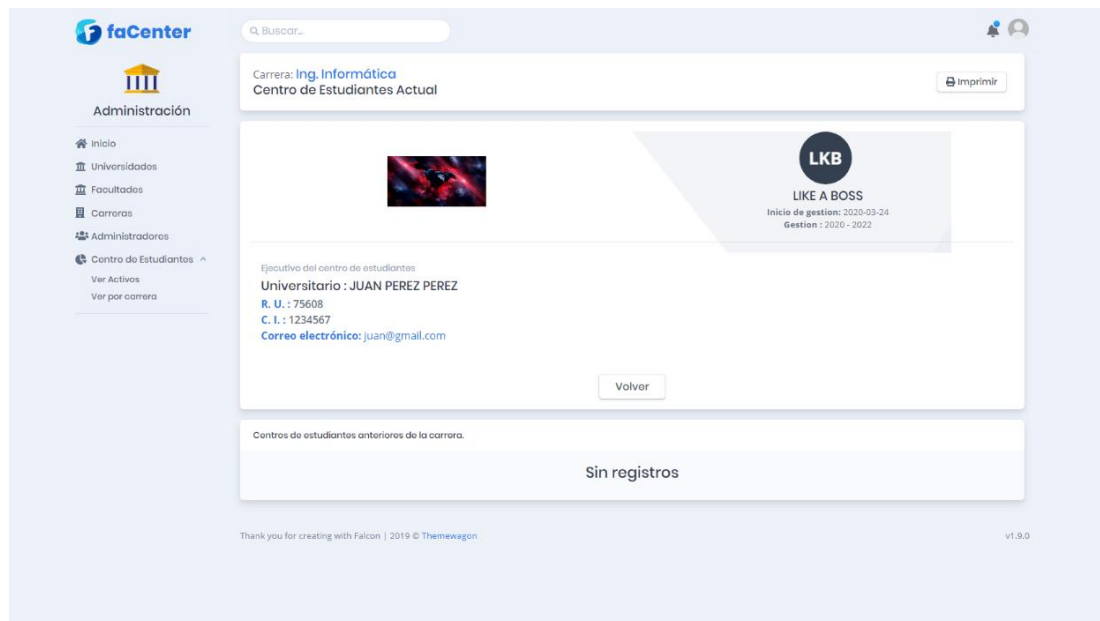 faCenter
Buscar...
Administración
Inicio
Universidades
Facultades
Carreras
Administradores
Centro de Estudiantes
Ver Activos
Ver por carrera
Carrera: Ing. Informática
Centro de Estudiantes Actual
Imprimir
LKB
LIKE A BOSS
Inicio de gestion: 2020-03-24
Gestion : 2020 - 2022
Ejecutivo del centro de estudiantes
Universitario : JUAN PEREZ PEREZ
R. U. : 75608
C. I. : 1234567
Correo electrónico: juan@gmail.com
Volver
Centros de estudiantes anteriores de la carrera.
Sin registros
Thank you for creating with Falcon | 2019 © Themewagon
v1.9.0